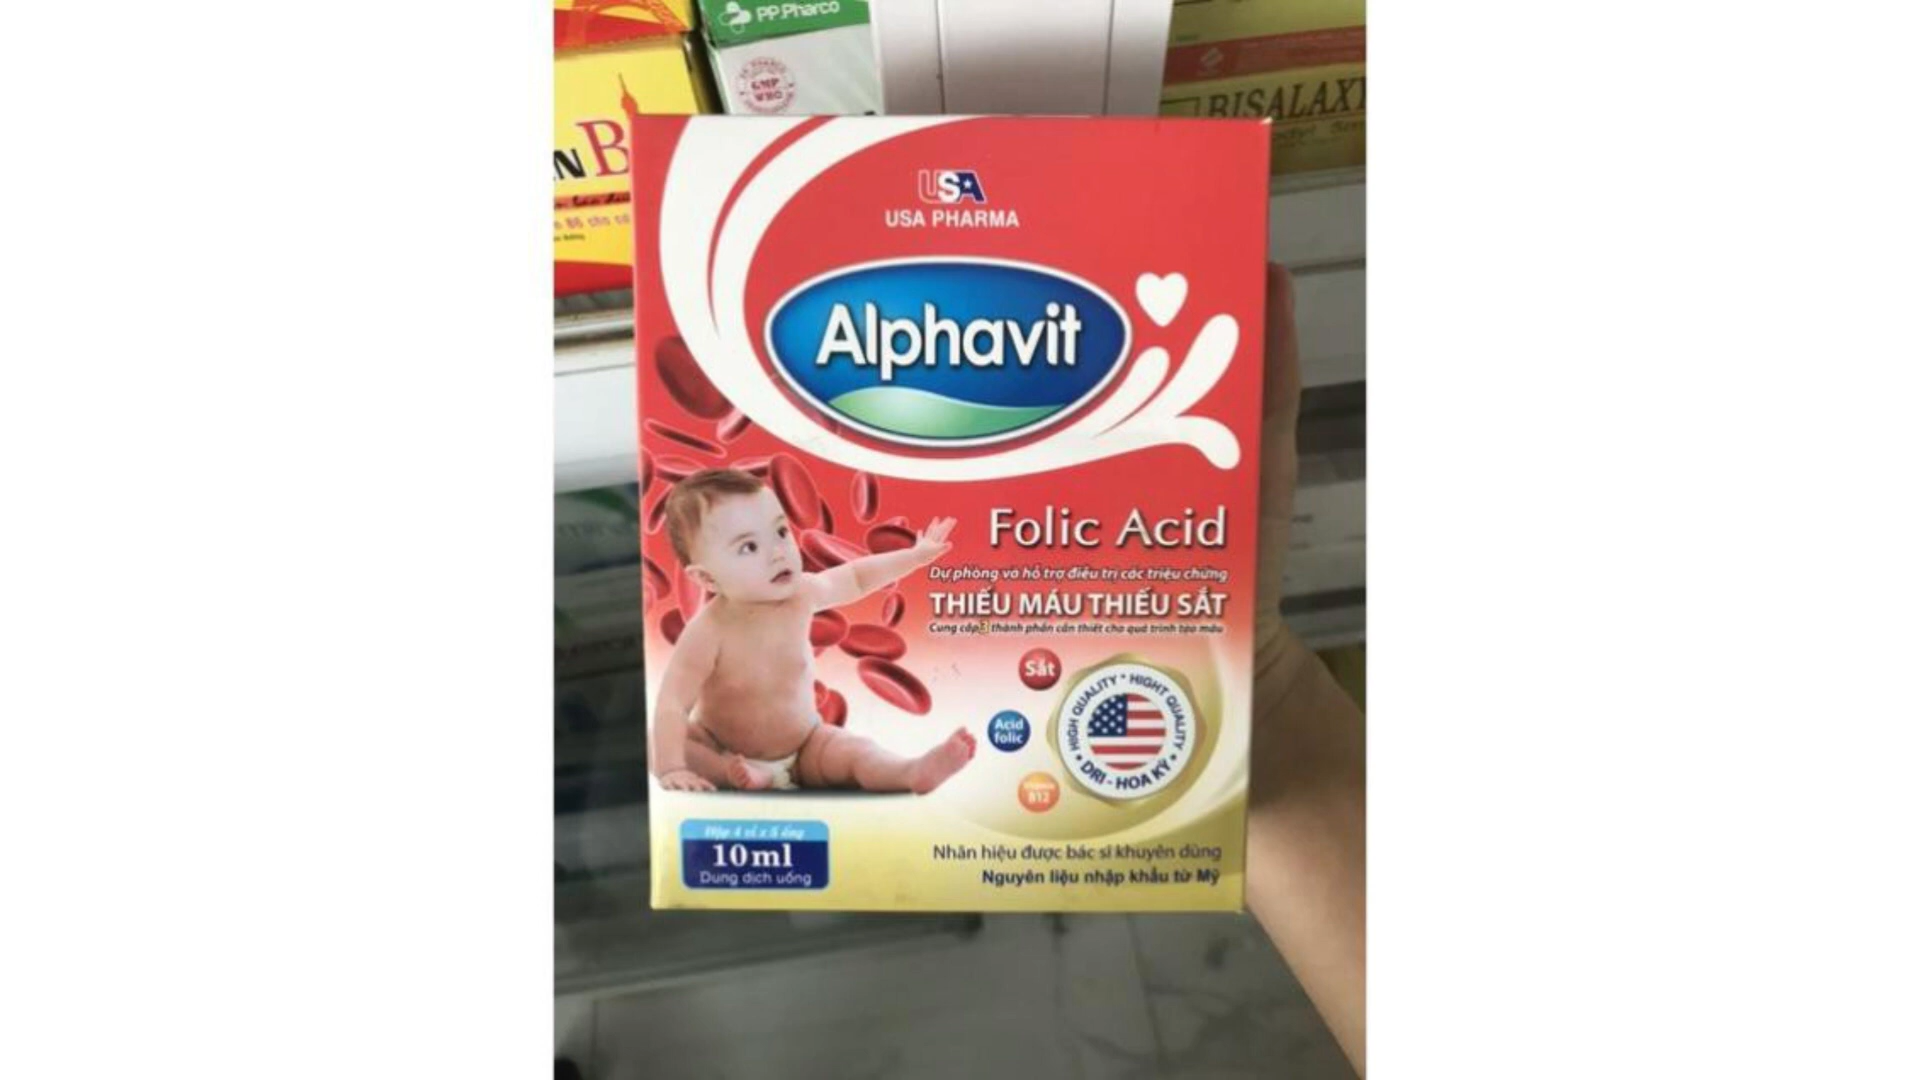 PP.Pharco
GMP
WHO
BISALAX
B
USA
USA PHARMA
Alphavit
Folic Acid
Dự phòng và hỗ trợ điều trị các triệu chứng
THIẾU MÁU THIẾU SẮT
Cung cấp 3 thành phần cần thiết cho quá trình tạo máu
Sắt
Acid
folic
B12
HIGH QUALITY * HIGHT QUALITY
DRI - HOA KỲ
Hộp 4 vỉ x 5 ống
10ml
Dung dịch uống
Nhãn hiệu được bác sĩ khuyên dùng
Nguyên liệu nhập khẩu từ Mỹ